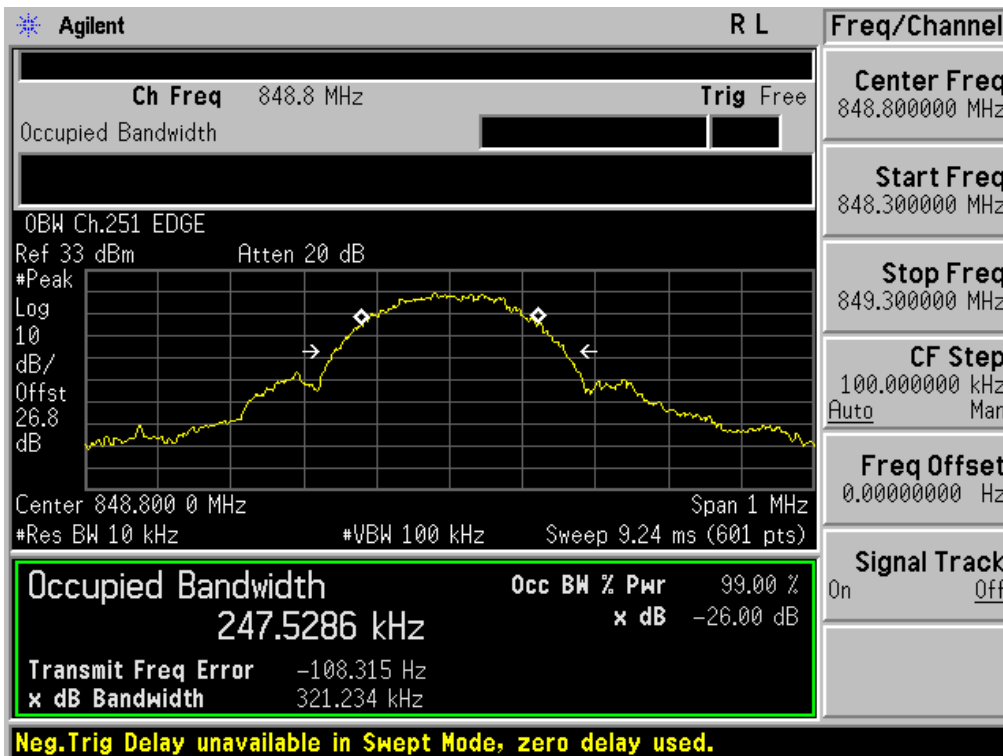 Agilent R L
Freq/Channel
Ch Freq 848.8 MHz Trig Free
Occupied Bandwidth
Center Freq
848.800000 MHz
Start Freq
848.300000 MHz
Stop Freq
849.300000 MHz
CF Step
100.000000 kHz
Auto Man
Freq Offset
0.00000000 Hz
Signal Track
On Off
OBW Ch.251 EDGE
Ref 33 dBm Atten 20 dB
#Peak
Log
10
dB/
Offst
26.8
dB
Center 848.800 0 MHz Span 1 MHz
#Res BW 10 kHz #VBW 100 kHz Sweep 9.24 ms (601 pts)
Occupied Bandwidth
247.5286 kHz
Occ BW % Pwr 99.00 %
x dB -26.00 dB
Transmit Freq Error -108.315 Hz
x dB Bandwidth 321.234 kHz
Neg.Trig Delay unavailable in Swept Mode, zero delay used.